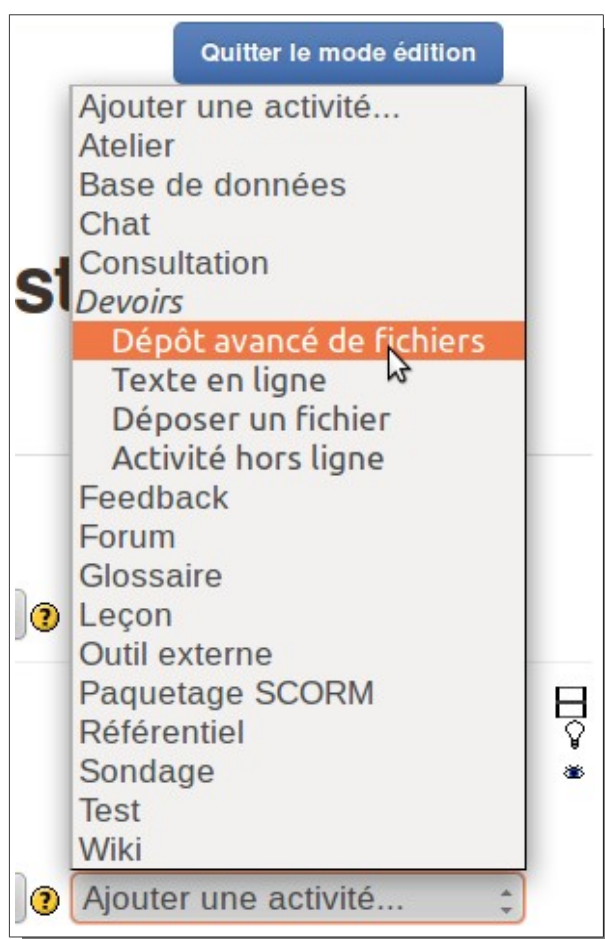 Quitter le mode édition
Ajouter une activité...
Atelier
Base de données
Chat
Consultation
st
Devoirs
Dépôt avancé de fichiers
Texte en ligne
Déposer un fichier
Activité hors ligne
Feedback
Forum
Glossaire
Leçon
?
Outil externe
Paquetage SCORM
Référentiel
Sondage
Test
Wiki
? Ajouter une activité...